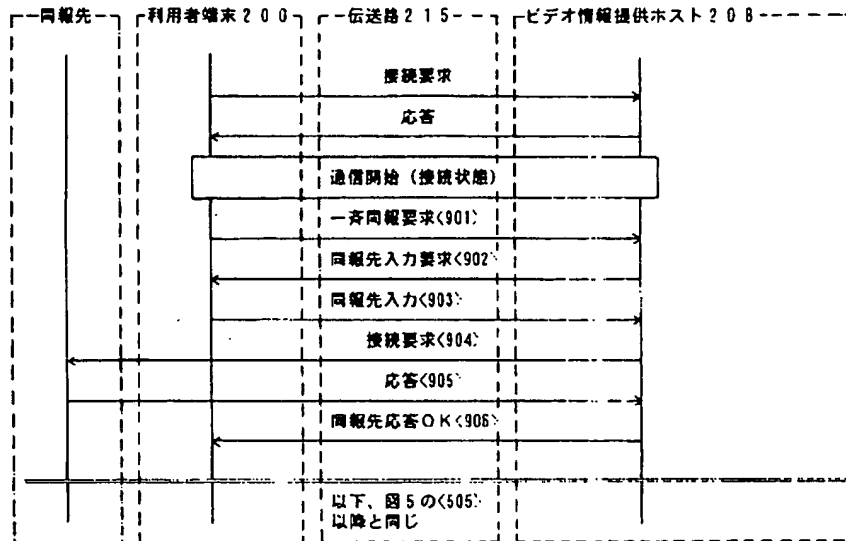 同報先
利用者端末200
伝送路215
ビデオ情報提供ホスト208
接続要求
応答
通信開始(接続状態)
一斉同報要求<901>
同報先入力要求<902>
同報先入力<903>
接続要求<904>
応答<905>
同報先応答OK<906>
以下、図5の<505>
以降と同じ